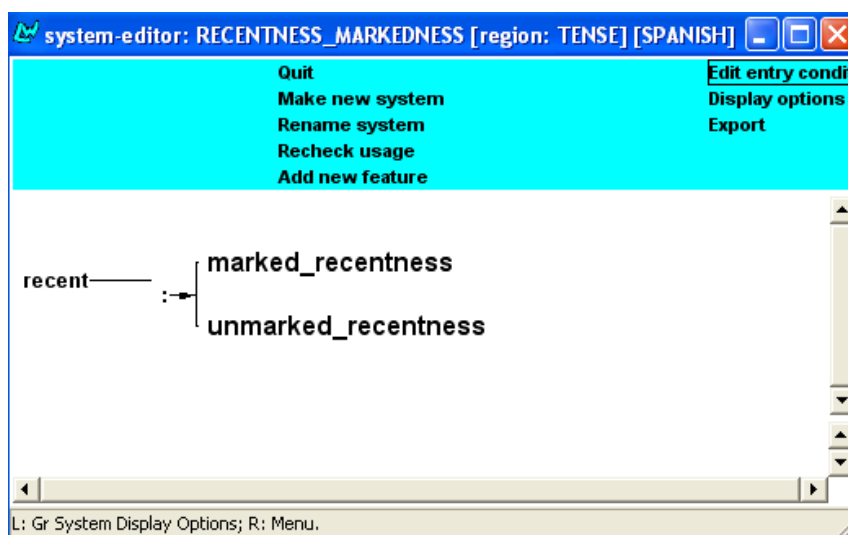 system-editor: RECENTNESS_MARKEDNESS [region: TENSE] [SPANISH]
Quit
Make new system
Rename system
Recheck usage
Add new feature
Edit entry condi
Display options
Export
marked_recentness
recent
:
unmarked_recentness
L: Gr System Display Options; R: Menu.